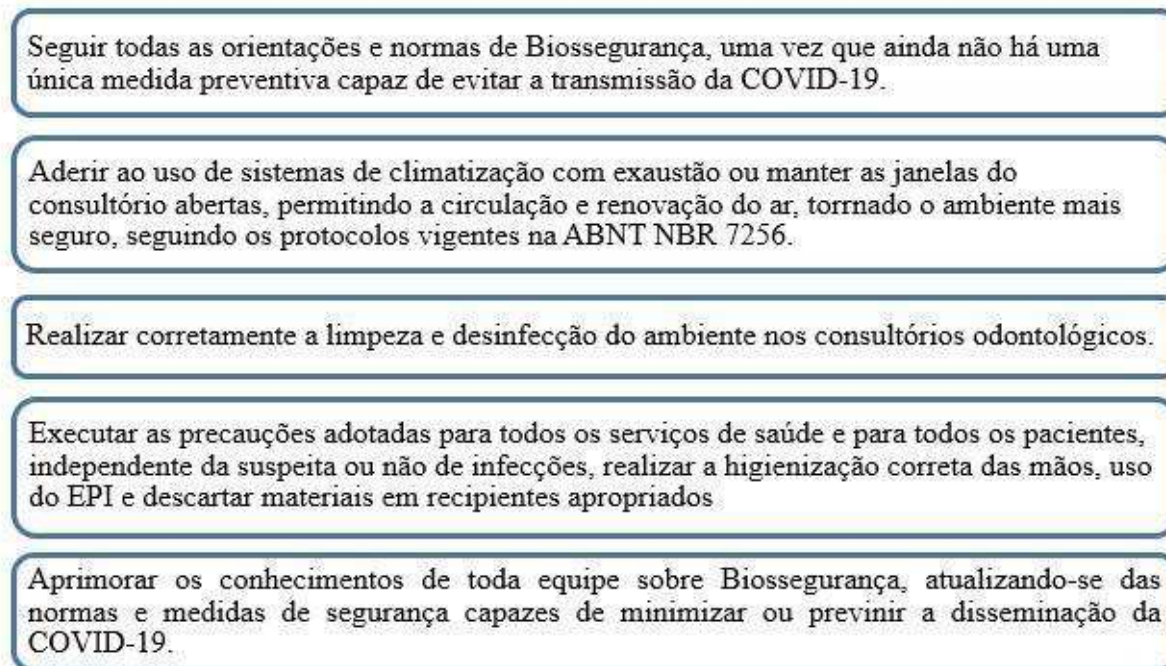 Seguir todas as orientações e normas de Biossegurança, uma vez que ainda não há uma
única medida preventiva capaz de evitar a transmissão da COVID-19.
Aderir ao uso de sistemas de climatização com exaustão ou manter as janelas do
consultório abertas, permitindo a circulação e renovação do ar, torrnado o ambiente mais
seguro, seguindo os protocolos vigentes na ABNT NBR 7256.
Realizar corretamente a limpeza e desinfecção do ambiente nos consultórios odontológicos.
Executar as precauções adotadas para todos os serviços de saúde e para todos os pacientes,
independente da suspeita ou não de infecções, realizar a higienização correta das mãos, uso
do EPI e descartar materiais em recipientes apropriados
Aprimorar os conhecimentos de toda equipe sobre Biossegurança, atualizando-se das
normas e medidas de segurança capazes de minimizar ou previnir a disseminação da
COVID-19.